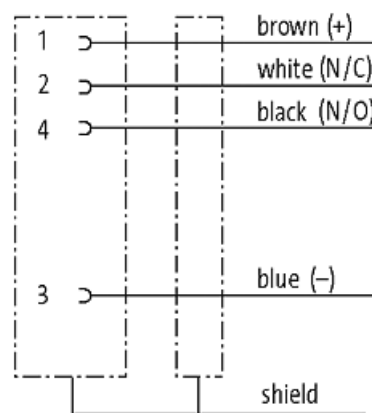 1 brown (+)
2 white (N/C)
4 black (N/O)
3 blue (–)
shield